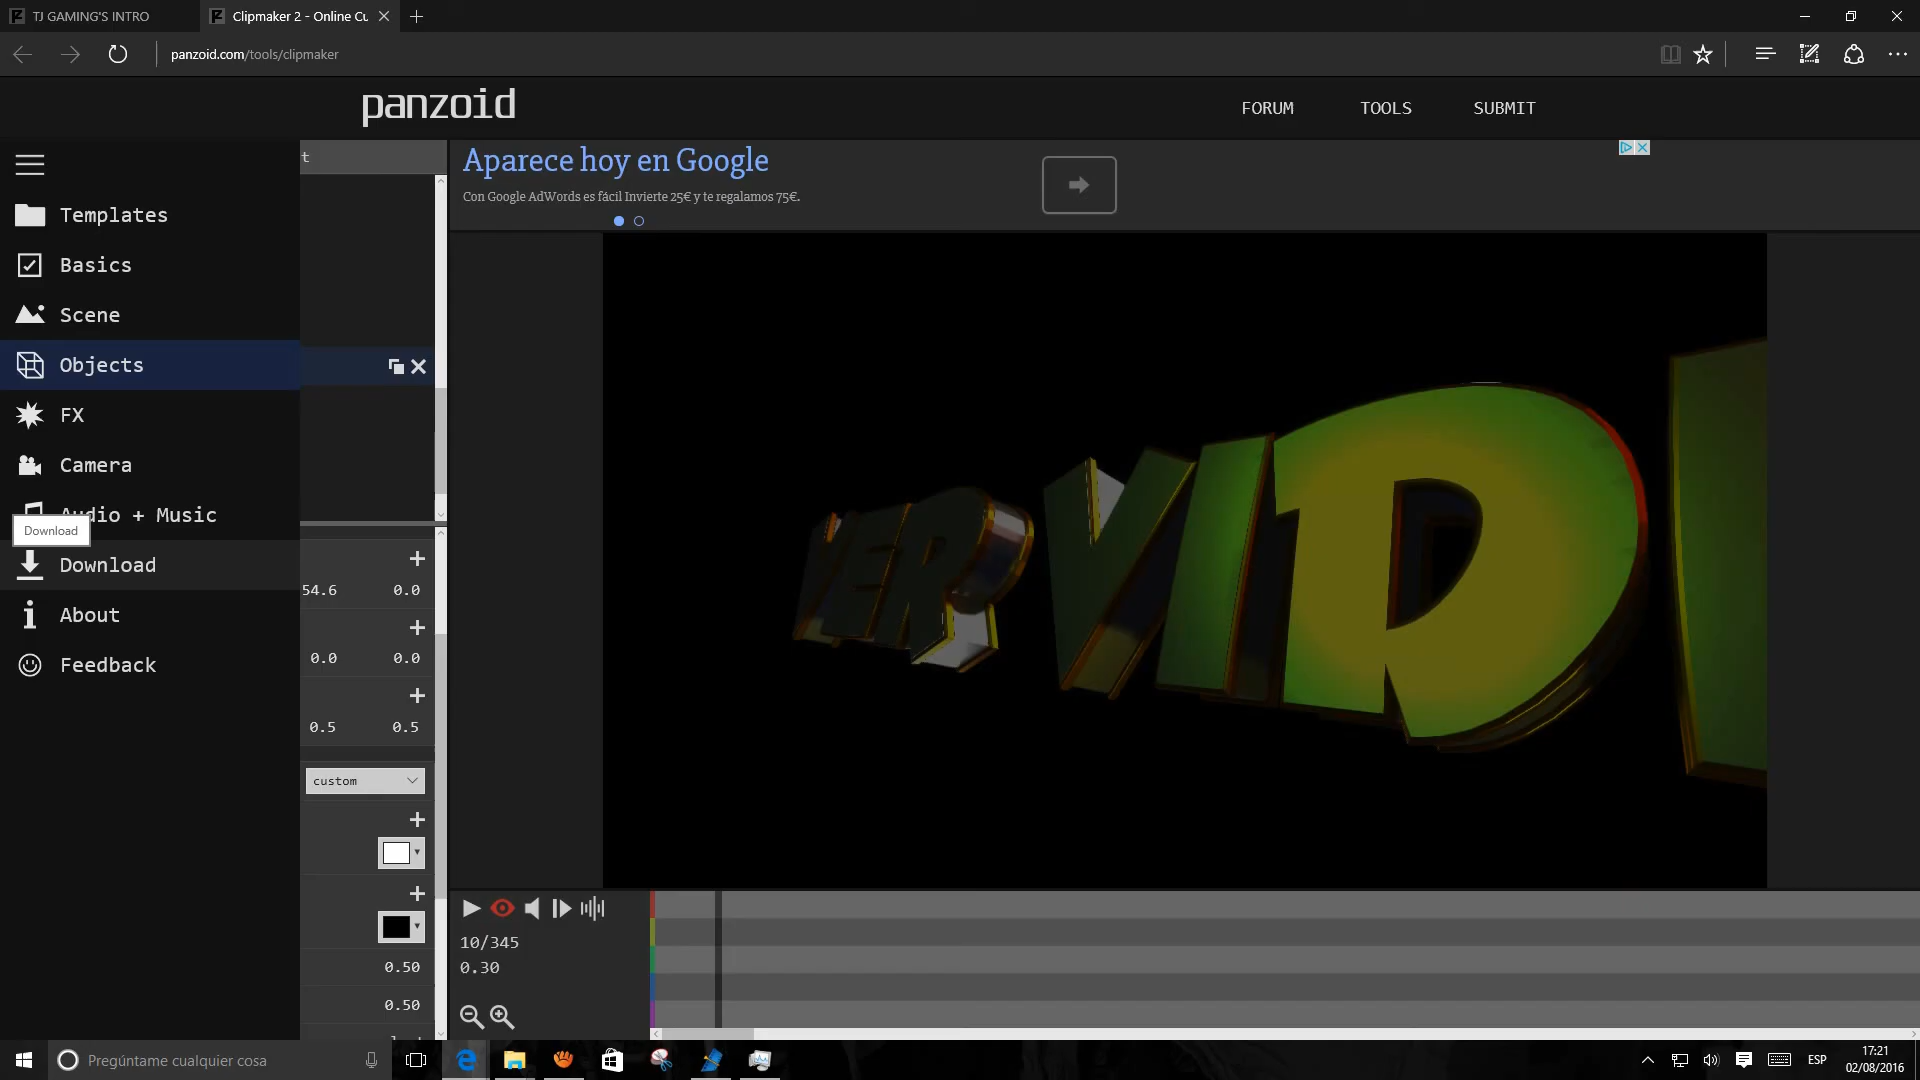 TJ GAMING'S INTRO
Clipmaker 2 - Online Cu
panzoid.com/tools/clipmaker
panzoid
FORUM
TOOLS
SUBMIT
t
Aparece hoy en Google
Con Google AdWords es fácil Invierte 25€ y te regalamos 75€.
Templates
Basics
Scene
Objects
FX
Camera
Audio + Music
Download
Download
About
Feedback
54.6 0.0
0.0 0.0
0.5 0.5
custom
0.50
0.50
VER VID
10/345
0.30
Pregúntame cualquier cosa
ESP
17:21
02/08/2016